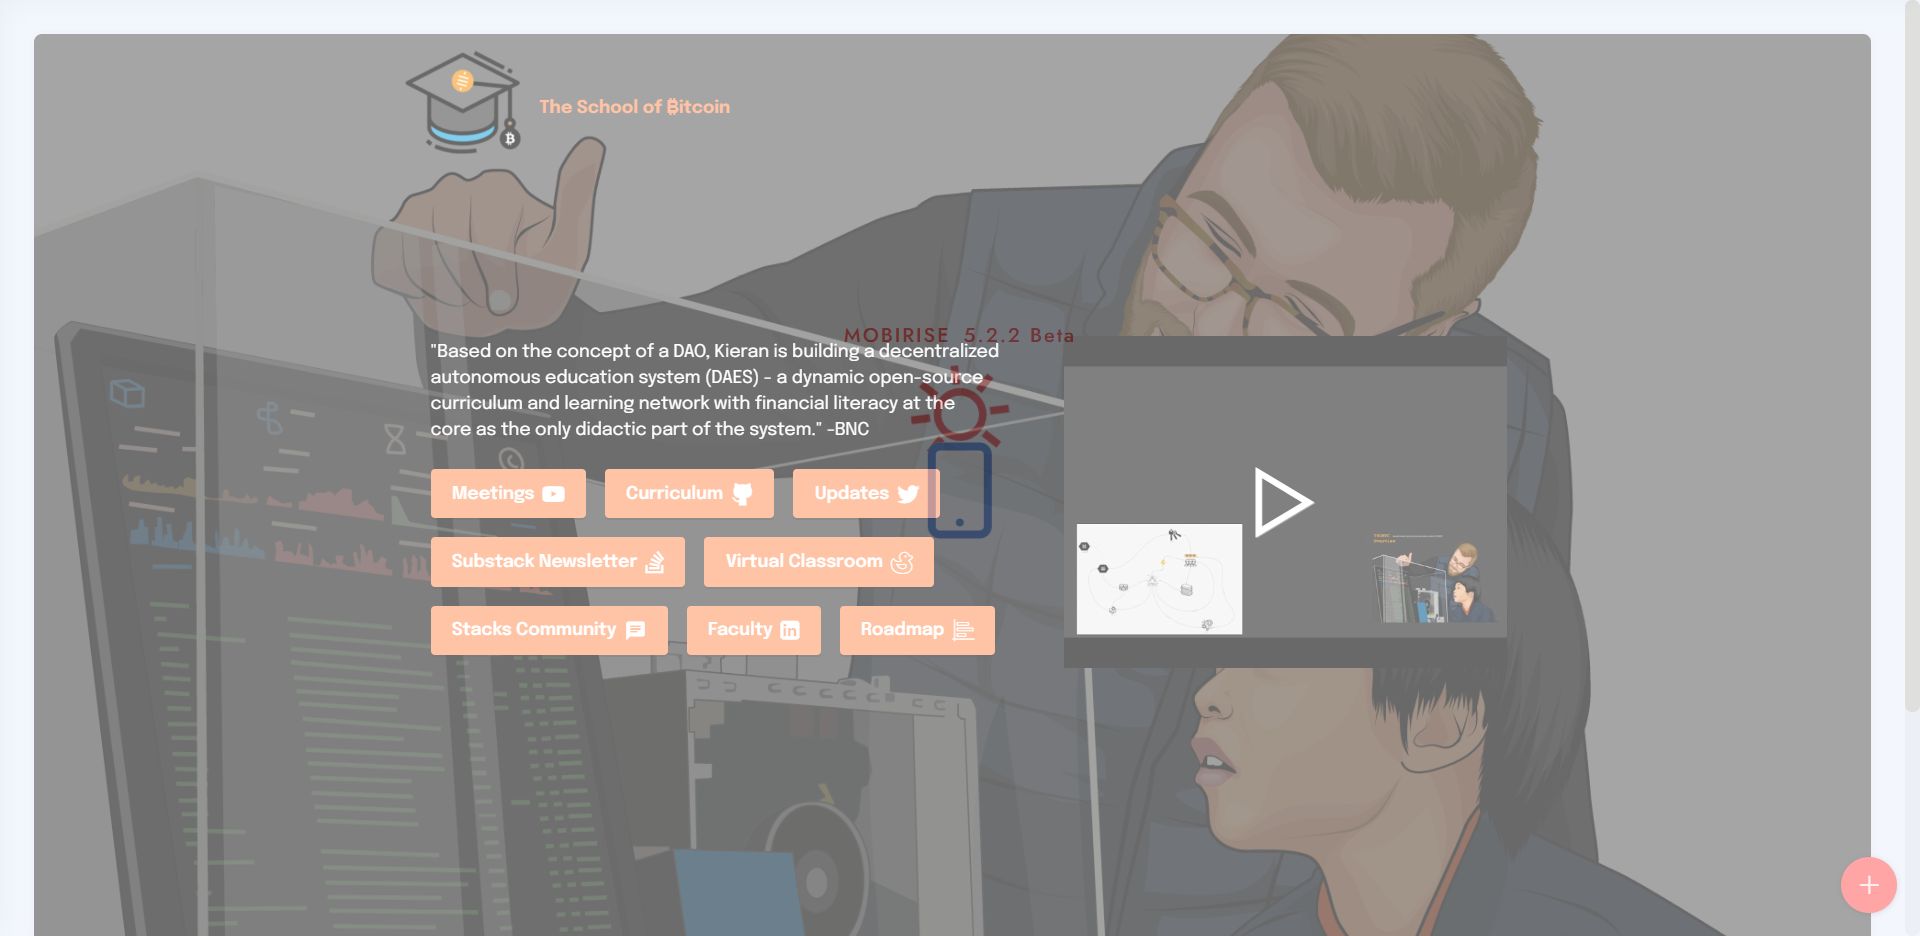 The School of ₿itcoin
MOBIRISE 5.2.2 Beta
"Based on the concept of a DAO, Kieran is building a decentralized
autonomous education system (DAES) - a dynamic open-source
curriculum and learning network with financial literacy at the
core as the only didactic part of the system." -BNC
Meetings
Curriculum
Updates
Substack Newsletter
Virtual Classroom
Stacks Community
Faculty
Roadmap